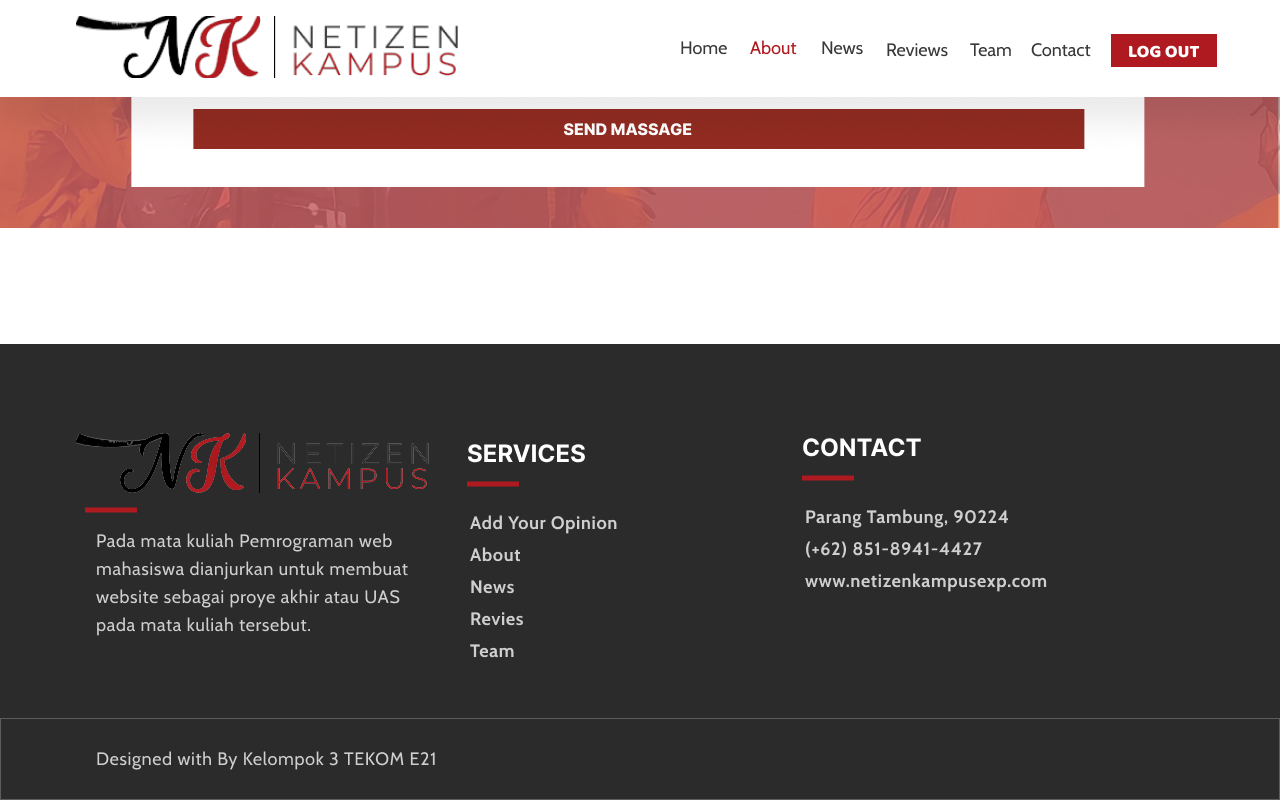 NK NETIZEN
KAMPUS
Home About News Reviews Team Contact LOG OUT
SEND MASSAGE
NK NETIZEN
KAMPUS
Pada mata kuliah Pemrograman web
mahasiswa dianjurkan untuk membuat
website sebagai proye akhir atau UAS
pada mata kuliah tersebut.
SERVICES
Add Your Opinion
About
News
Revies
Team
CONTACT
Parang Tambung, 90224
(+62) 851-8941-4427
www.netizenkampusexp.com
Designed with By Kelompok 3 TEKOM E21